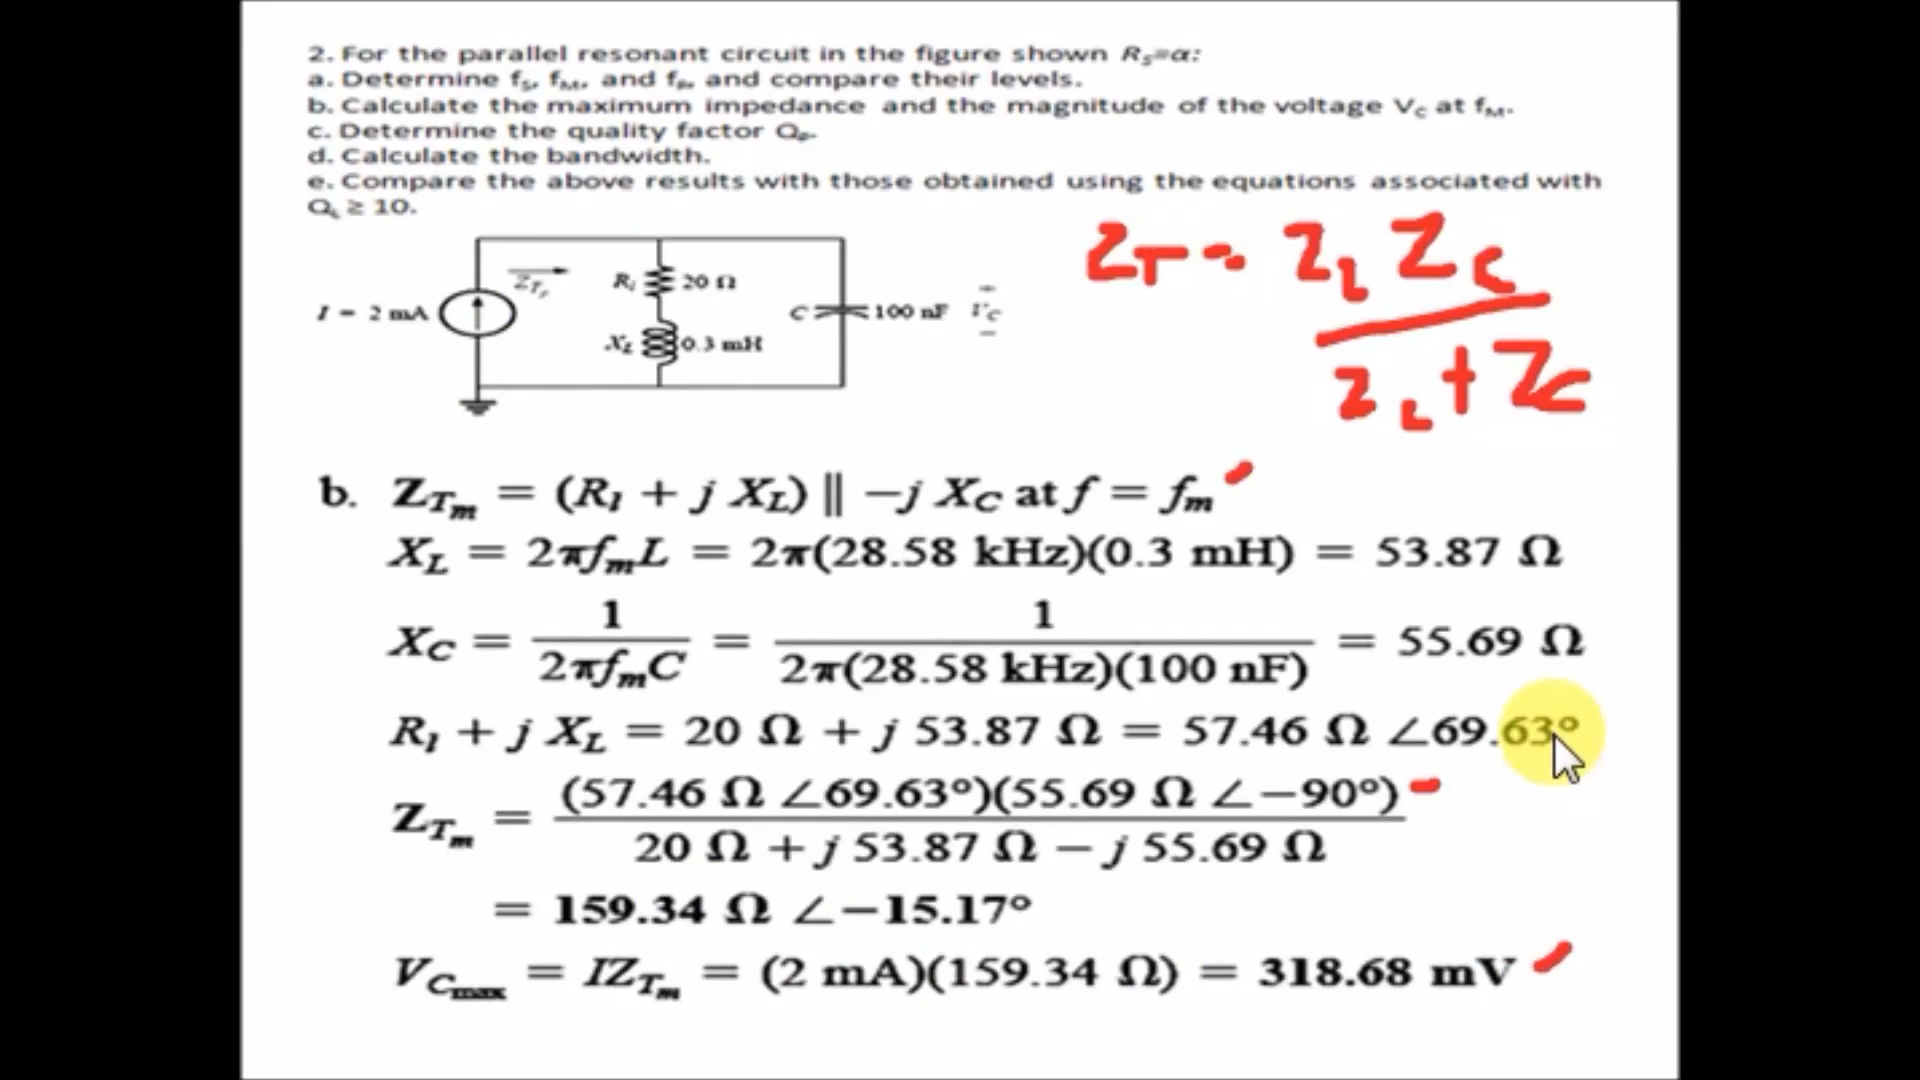 2. For the parallel resonant circuit in the figure shown Rs=α:
a. Determine fS, fM, and fP, and compare their levels.
b. Calculate the maximum impedance and the magnitude of the voltage VC at fM.
c. Determine the quality factor QP.
d. Calculate the bandwidth.
e. Compare the above results with those obtained using the equations associated with
QL ≥ 10.
ZT = ZL ZC / ZL + ZC
ZTp
Rl 20 Ω
I = 2 mA
C 100 nF VC
XL 0.3 mH
b. ZTm = (Rl + j XL) || −j XC at f = fm
XL = 2πfmL = 2π(28.58 kHz)(0.3 mH) = 53.87 Ω
XC = 1 / 2πfmC = 1 / 2π(28.58 kHz)(100 nF) = 55.69 Ω
Rl + j XL = 20 Ω + j 53.87 Ω = 57.46 Ω ∠69.63°
ZTm = (57.46 Ω ∠69.63°)(55.69 Ω ∠−90°) / 20 Ω + j 53.87 Ω − j 55.69 Ω
= 159.34 Ω ∠−15.17°
VCmax = IZTm = (2 mA)(159.34 Ω) = 318.68 mV